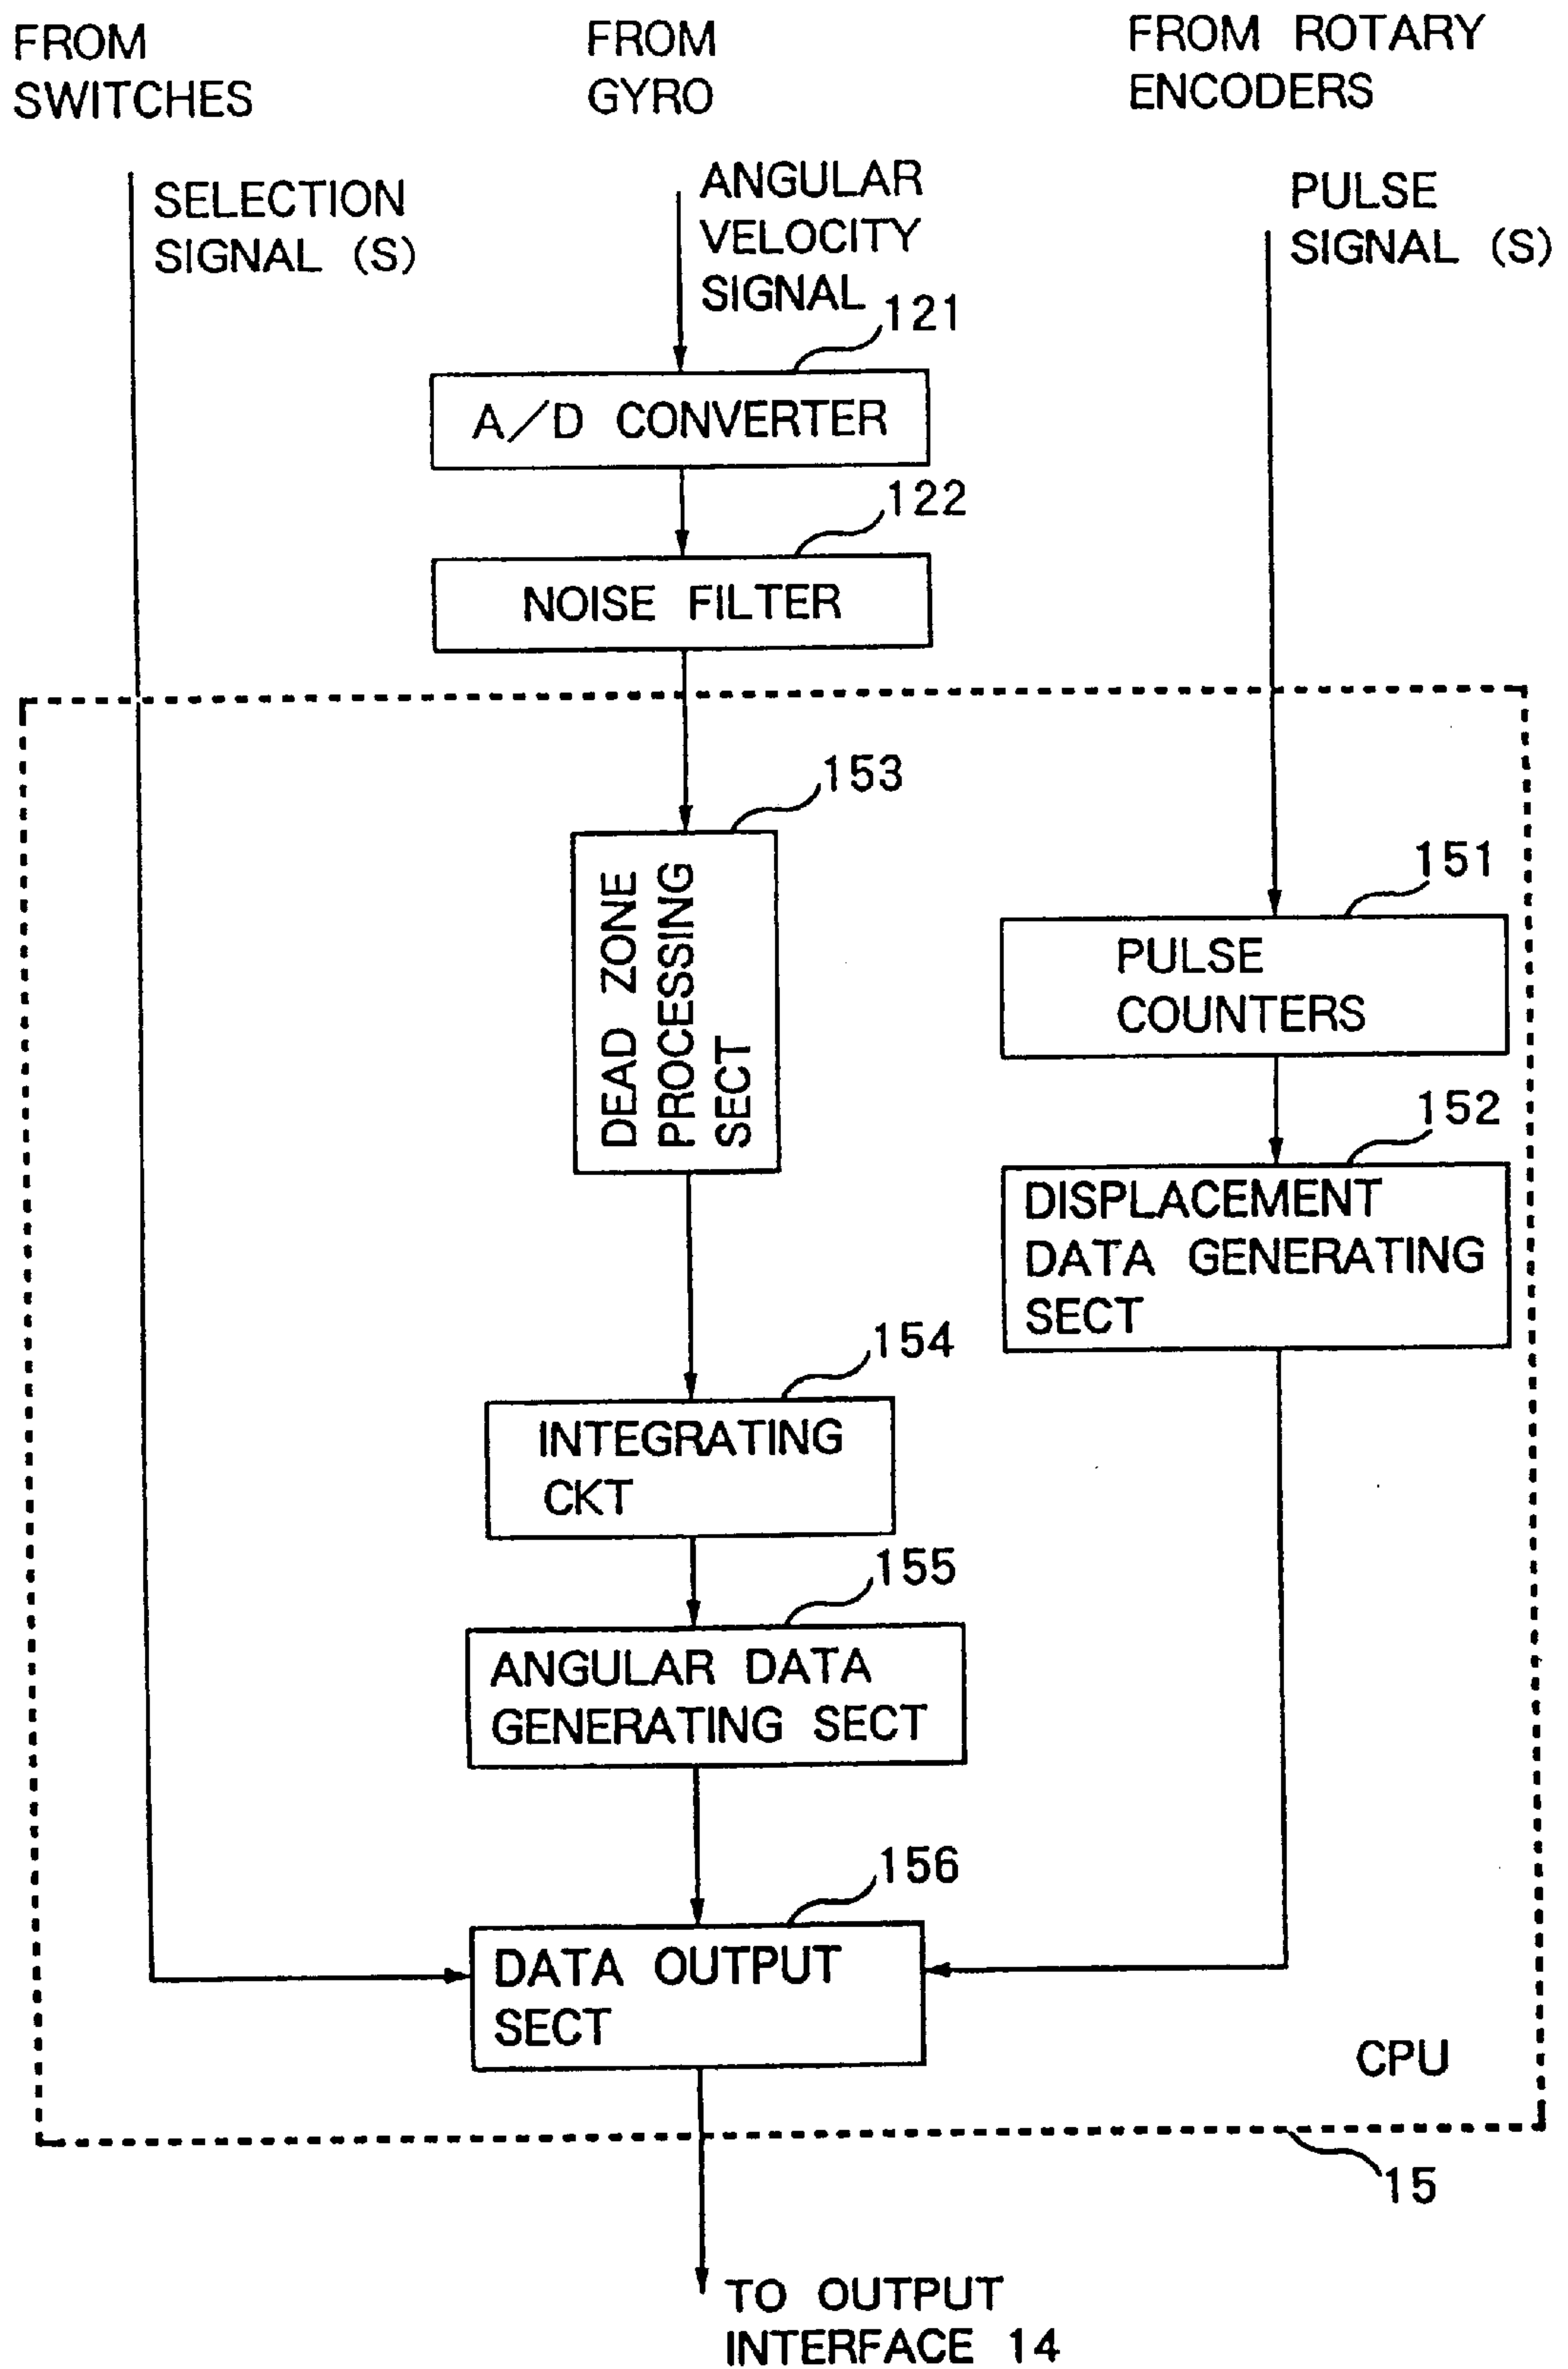 FROM
SWITCHES
FROM
GYRO
FROM ROTARY
ENCODERS
SELECTION
SIGNAL (S)
ANGULAR
VELOCITY
SIGNAL
PULSE
SIGNAL (S)
121
A/D CONVERTER
122
NOISE FILTER
153
DEAD ZONE
PROCESSING
SECT
151
PULSE
COUNTERS
152
DISPLACEMENT
DATA GENERATING
SECT
154
INTEGRATING
CKT
155
ANGULAR DATA
GENERATING SECT
156
DATA OUTPUT
SECT
CPU
15
TO OUTPUT
INTERFACE 14